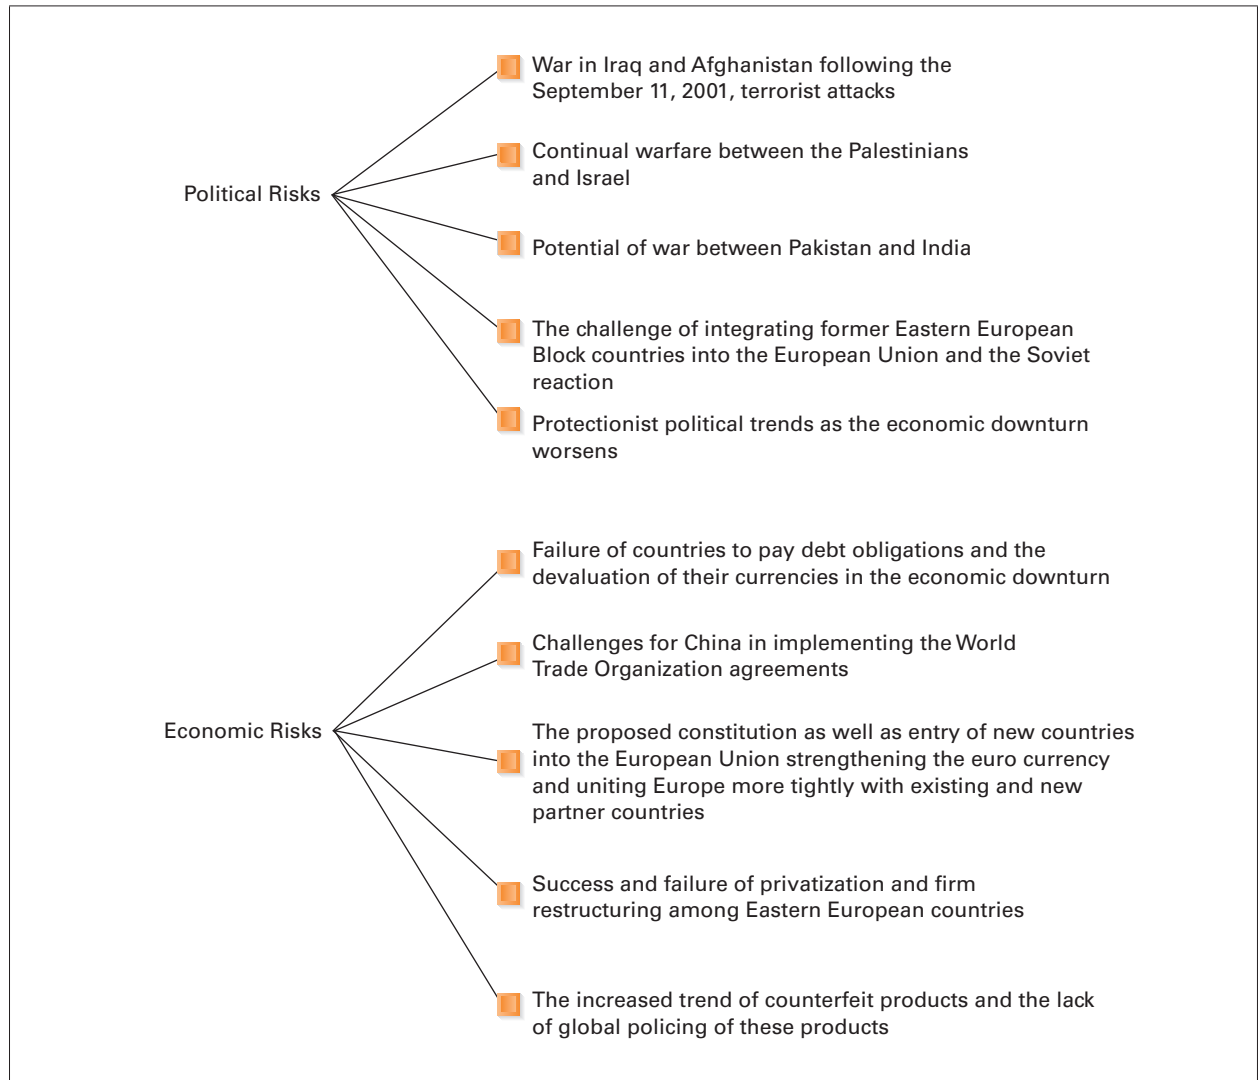 War in Iraq and Afghanistan following the
September 11, 2001, terrorist attacks
Continual warfare between the Palestinians
and Israel
Political Risks
Potential of war between Pakistan and India
The challenge of integrating former Eastern European
Block countries into the European Union and the Soviet
reaction
Protectionist political trends as the economic downturn
worsens
Failure of countries to pay debt obligations and the
devaluation of their currencies in the economic downturn
Challenges for China in implementing the World
Trade Organization agreements
Economic Risks
The proposed constitution as well as entry of new countries
into the European Union strengthening the euro currency
and uniting Europe more tightly with existing and new
partner countries
Success and failure of privatization and firm
restructuring among Eastern European countries
The increased trend of counterfeit products and the lack
of global policing of these products